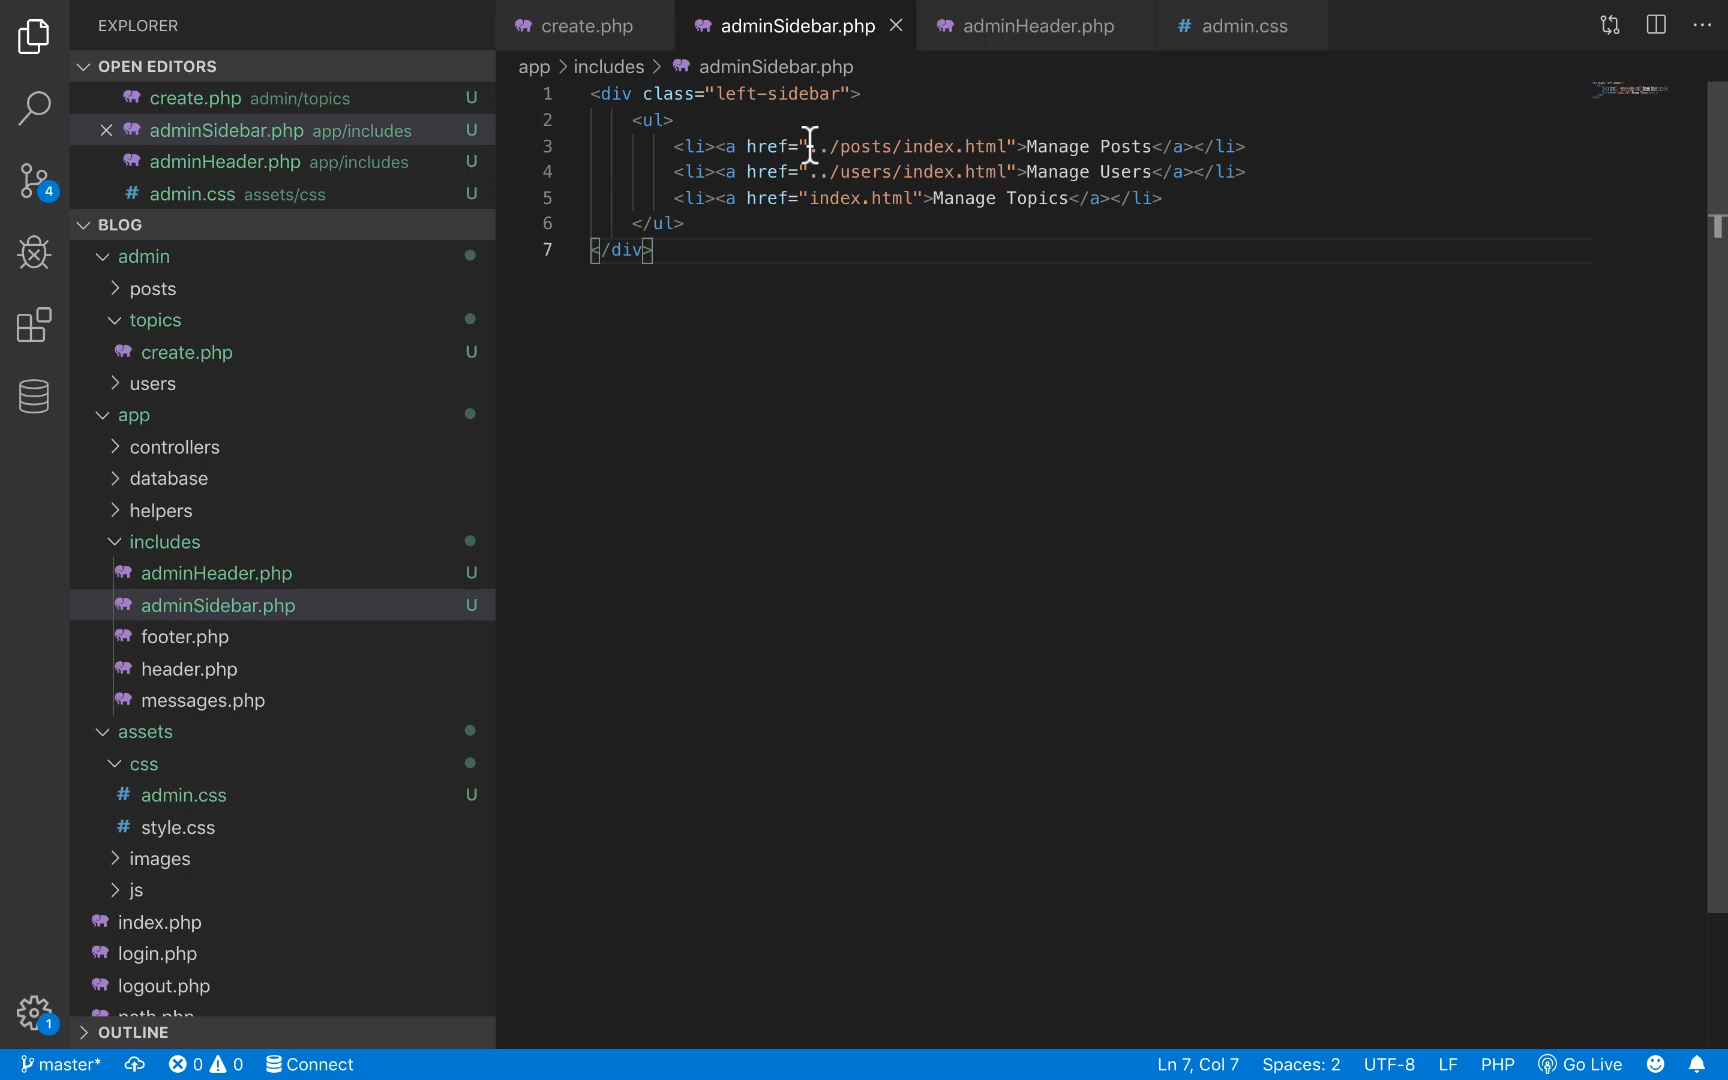 EXPLORER
OPEN EDITORS
create.php admin/topics U
adminSidebar.php app/includes U
adminHeader.php app/includes U
# admin.css assets/css U
4
BLOG
admin
posts
topics
create.php U
users
app
controllers
database
helpers
includes
adminHeader.php U
adminSidebar.php U
footer.php
header.php
messages.php
assets
css
# admin.css U
# style.css
images
js
index.php
login.php
logout.php
path.php
1
OUTLINE
create.php adminSidebar.php adminHeader.php # admin.css
app > includes > adminSidebar.php
1 <div class="left-sidebar">
2 <ul>
3 <li><a href="../posts/index.html">Manage Posts</a></li>
4 <li><a href="../users/index.html">Manage Users</a></li>
5 <li><a href="index.html">Manage Topics</a></li>
6 </ul>
7 </div>
master* 0 0 Connect Ln 7, Col 7 Spaces: 2 UTF-8 LF PHP Go Live